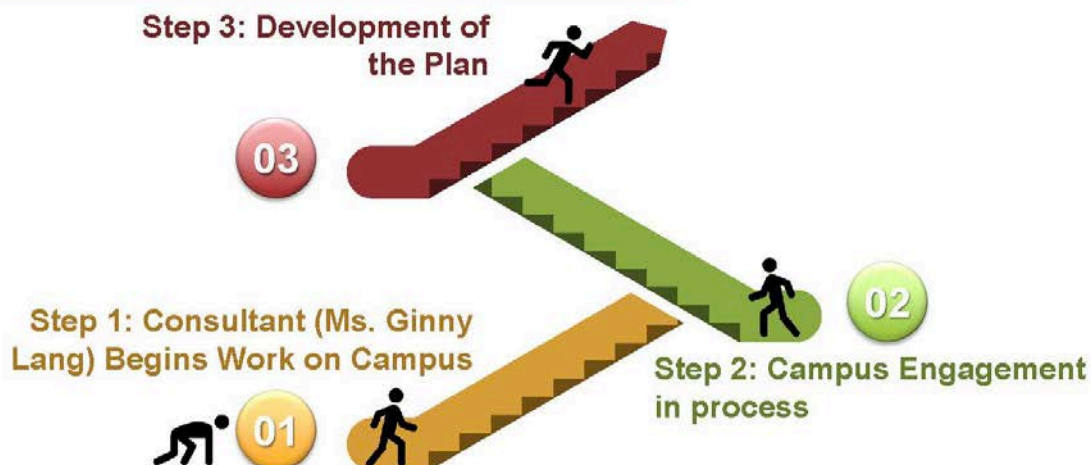 Step 3: Development of
the Plan
03
02
Step 1: Consultant (Ms. Ginny
Lang) Begins Work on Campus
Step 2: Campus Engagement
in process
01